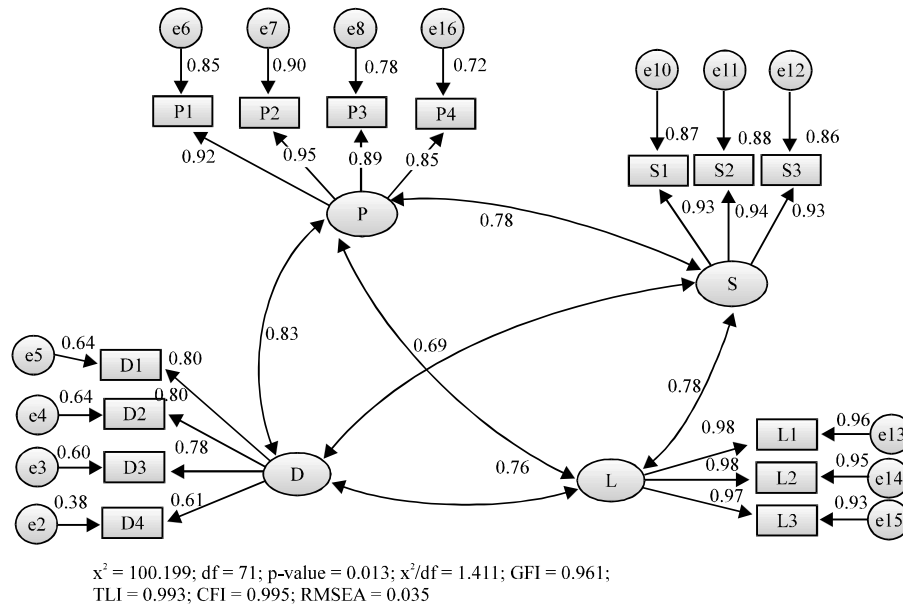 e6 e7 e8 e16
0.85 0.90 0.78 0.72
e10 e11 e12
P1 P2 P3 P4
0.87 0.88 0.86
0.92 0.95 0.89 0.85
S1 S2 S3
P
0.93 0.94 0.93
0.78
S
0.83 0.69
e5 0.64 D1 0.80
0.78
e4 0.64 D2 0.80
0.98 L1 0.96 e13
e3 0.60 D3 0.78
D 0.76 L 0.98 L2 0.95 e14
e2 0.38 D4 0.61
0.97 L3 0.93 e15
x² = 100.199; df = 71; p-value = 0.013; x²/df = 1.411; GFI = 0.961;
TLI = 0.993; CFI = 0.995; RMSEA = 0.035